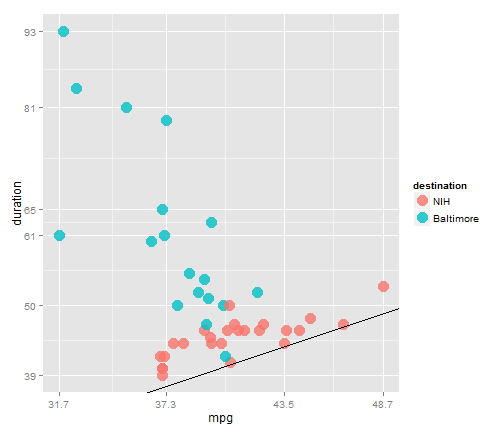 93
81
65
61
50
39
duration
31.7 37.3 43.5 48.7
mpg
destination
NIH
Baltimore